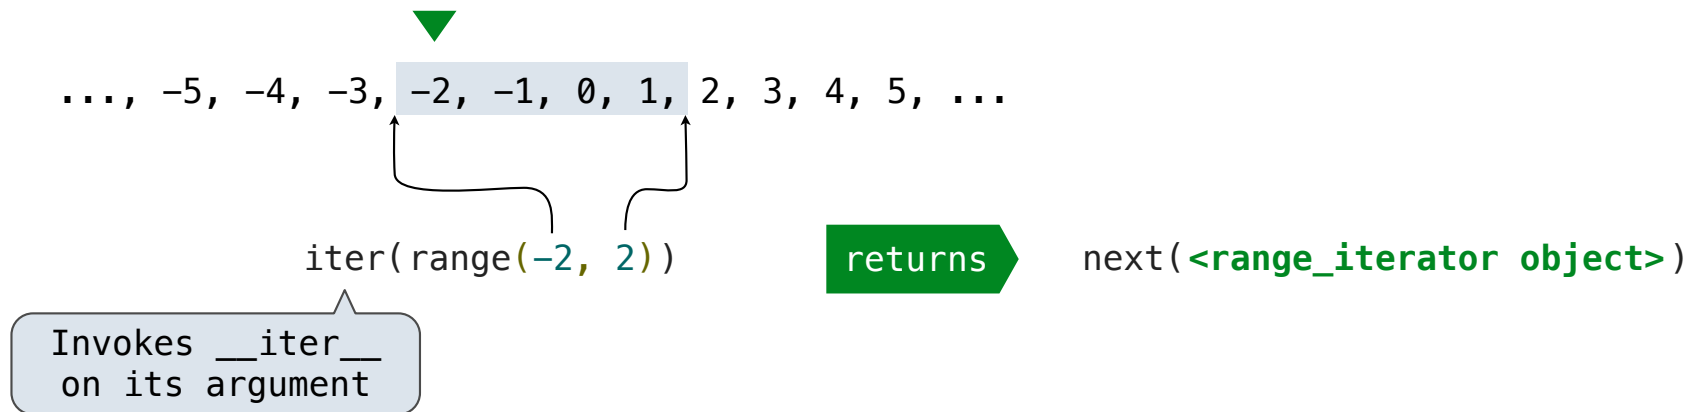 ..., −5, −4, −3, −2, −1, 0, 1, 2, 3, 4, 5, ...
iter(range(−2, 2))
returns
next(<range_iterator object>)
Invokes __iter__
on its argument